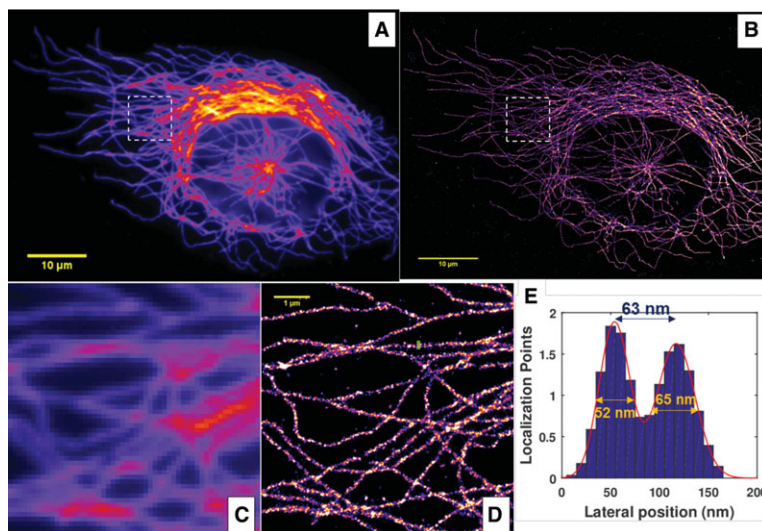 A
B
10 µm
10 µm
C
1 µm
D
E
63 nm
52 nm
65 nm
Localization Points
2
1.5
1
0.5
0
0
50
100
150
200
Lateral position (nm)